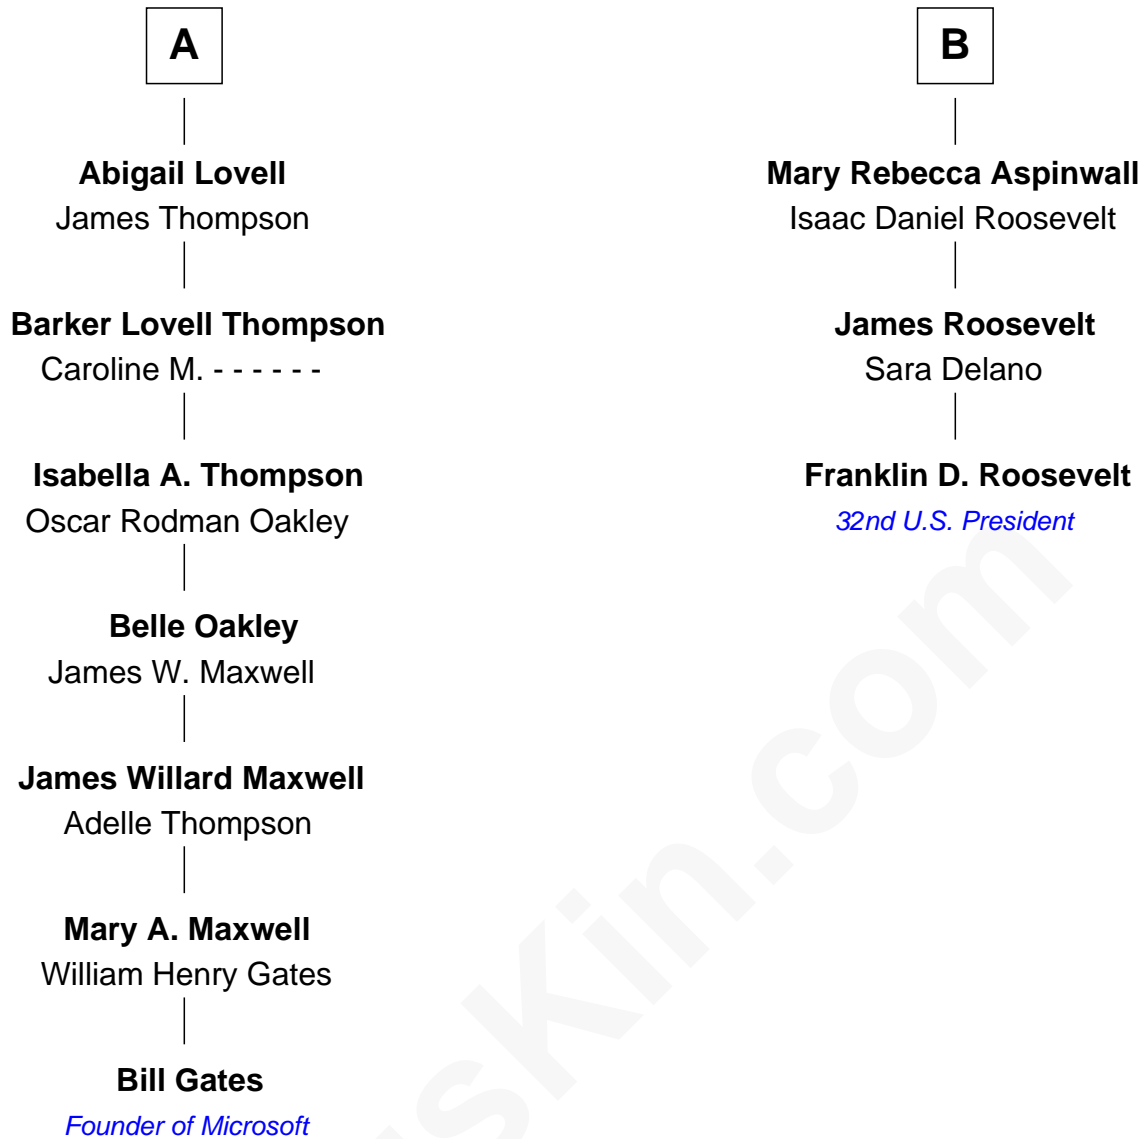 A
Abigail Lovell
James Thompson
Barker Lovell Thompson
Caroline M. - - - - - -
Isabella A. Thompson
Oscar Rodman Oakley
Belle Oakley
James W. Maxwell
James Willard Maxwell
Adelle Thompson
Mary A. Maxwell
William Henry Gates
Bill Gates
Founder of Microsoft
B
Mary Rebecca Aspinwall
Isaac Daniel Roosevelt
James Roosevelt
Sara Delano
Franklin D. Roosevelt
32nd U.S. President
sKin.com